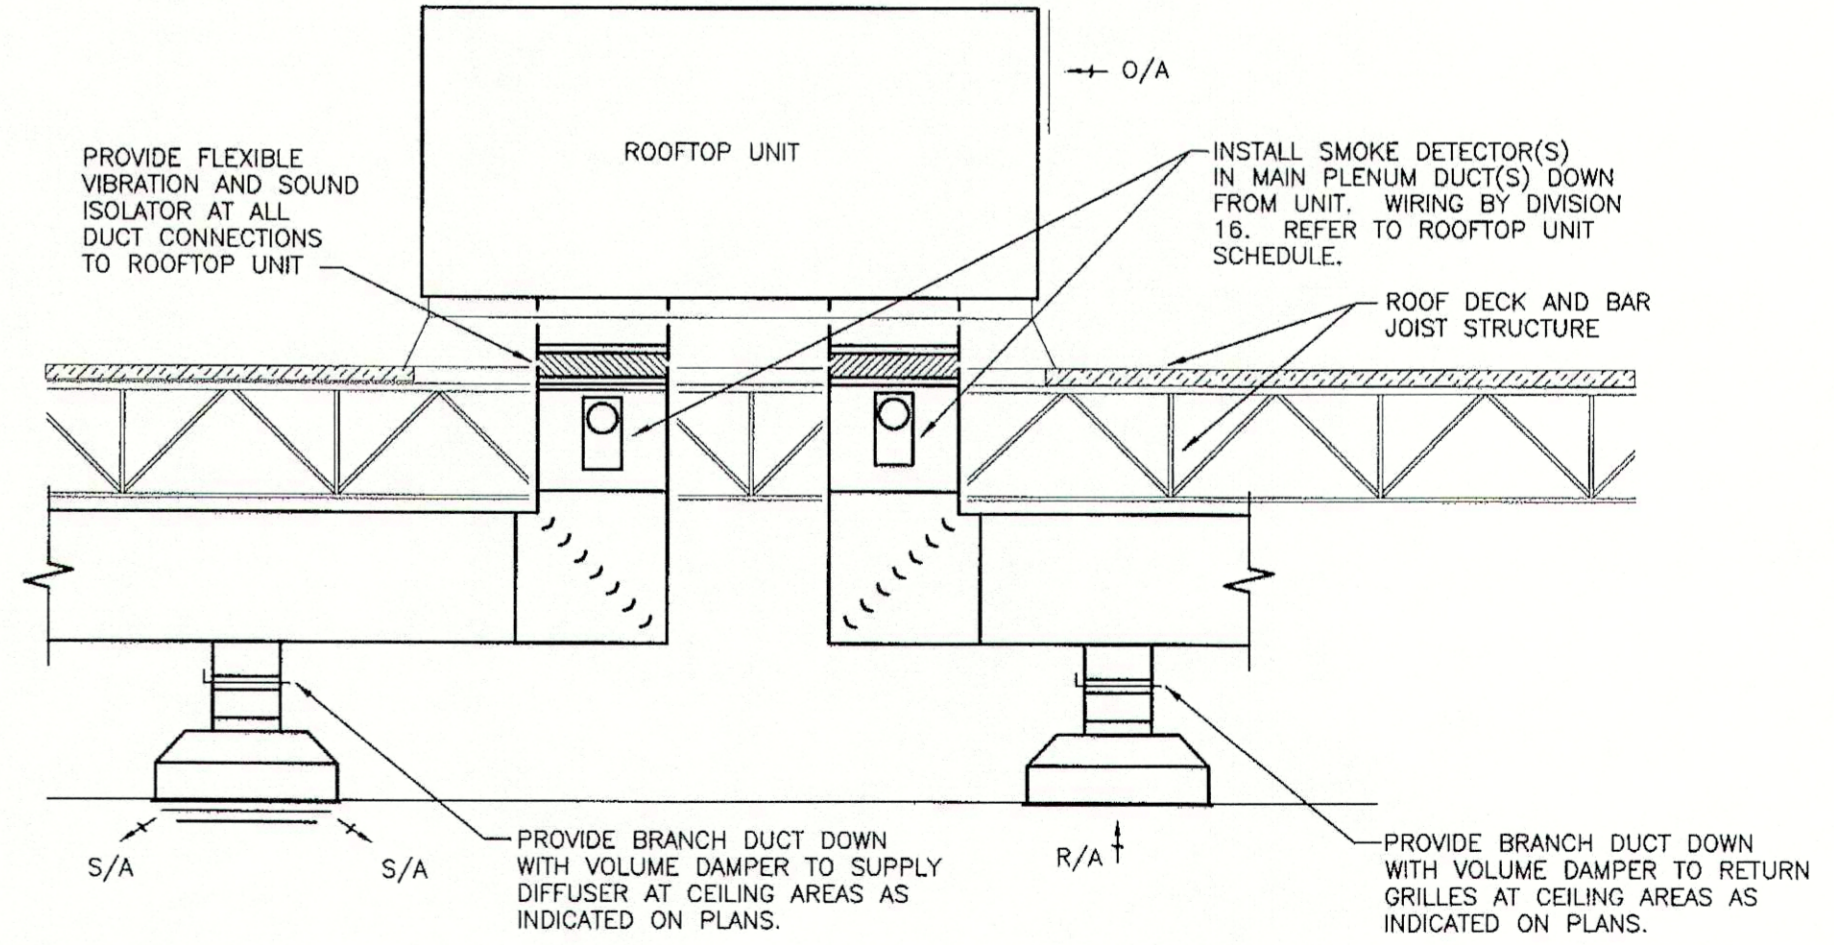 O/A
ROOFTOP UNIT
PROVIDE FLEXIBLE
VIBRATION AND SOUND
ISOLATOR AT ALL
DUCT CONNECTIONS
TO ROOFTOP UNIT
INSTALL SMOKE DETECTOR(S)
IN MAIN PLENUM DUCT(S) DOWN
FROM UNIT. WIRING BY DIVISION
16. REFER TO ROOFTOP UNIT
SCHEDULE.
ROOF DECK AND BAR
JOIST STRUCTURE
S/A
S/A
PROVIDE BRANCH DUCT DOWN
WITH VOLUME DAMPER TO SUPPLY
DIFFUSER AT CEILING AREAS AS
INDICATED ON PLANS.
R/A
PROVIDE BRANCH DUCT DOWN
WITH VOLUME DAMPER TO RETURN
GRILLES AT CEILING AREAS AS
INDICATED ON PLANS.